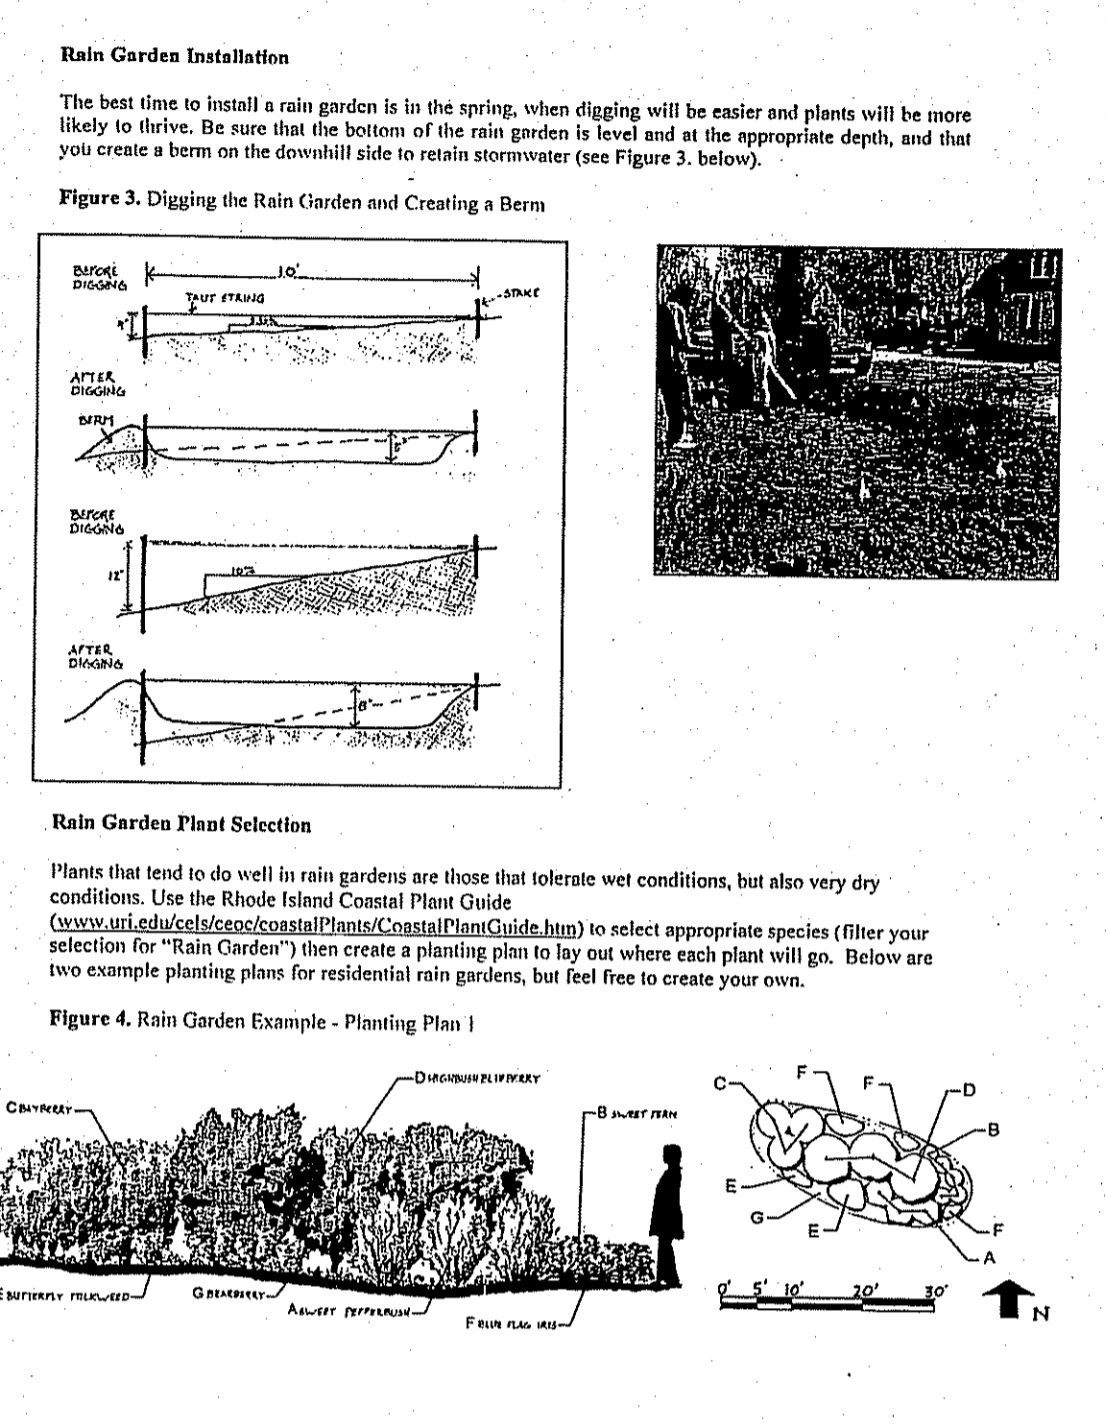 Rain Garden Installation
The best time to install a rain garden is in the spring, when digging will be easier and plants will be more
likely to thrive. Be sure that the bottom of the rain garden is level and at the appropriate depth, and that
you create a berm on the downhill side to retain stormwater (see Figure 3. below).
Figure 3. Digging the Rain Garden and Creating a Berm
BEFORE
DIGGING
10'
TAUT STRING
STAKE
AFTER
DIGGING
BERM
BEFORE
DIGGING
12"
10%
AFTER
DIGGING
8"
Rain Garden Plant Selection
Plants that tend to do well in rain gardens are those that tolerate wet conditions, but also very dry
conditions. Use the Rhode Island Coastal Plant Guide
(www.uri.edu/cels/ceoc/coastalPlants/CoastalPlantGuide.htm) to select appropriate species (filter your
selection for "Rain Garden") then create a planting plan to lay out where each plant will go. Below are
two example planting plans for residential rain gardens, but feel free to create your own.
Figure 4. Rain Garden Example - Planting Plan 1
C BAYBERRY
D HIGHBUSH BLUEBERRY
B SWEET FERN
E BUTTERFLY MILKWEED
G BEARBERRY
A SWEET PEPPERBUSH
F BLUE FLAG IRIS
C
F
F
D
B
E
G
E
F
A
0' 5' 10' 20' 30'
N